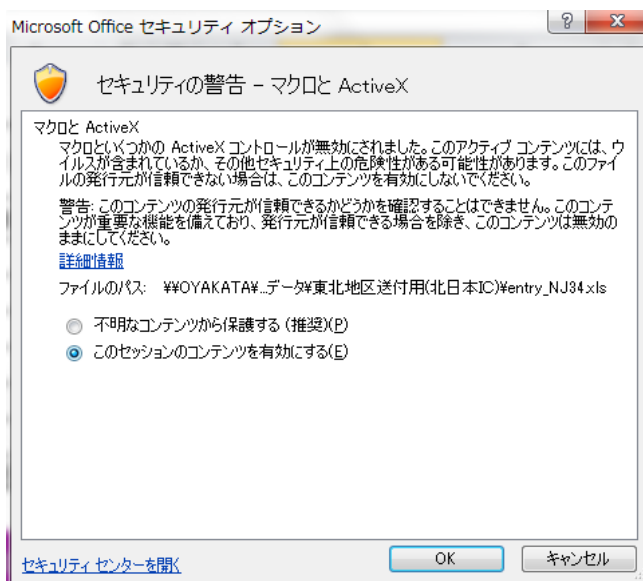 Microsoft Office セキュリティ オプション
セキュリティの警告 - マクロと ActiveX
マクロと ActiveX
マクロといくつかの ActiveX コントロールが無効にされました。このアクティブ コンテンツには、ウ
イルスが含まれているか、その他セキュリティ上の危険性がある可能性があります。このファイ
ルの発行元が信頼できない場合は、このコンテンツを有効にしないでください。
警告: このコンテンツの発行元が信頼できるかどうかを確認することはできません。このコンテ
ンツが重要な機能を備えており、発行元が信頼できる場合を除き、このコンテンツは無効の
ままにしてください。
詳細情報
ファイルのパス: ¥¥OYAKATA¥...データ¥東北地区送付用(北日本IC)¥entry_NJ34.xls
不明なコンテンツから保護する (推奨)(P)
このセッションのコンテンツを有効にする(E)
セキュリティ センターを開く
OK
キャンセル